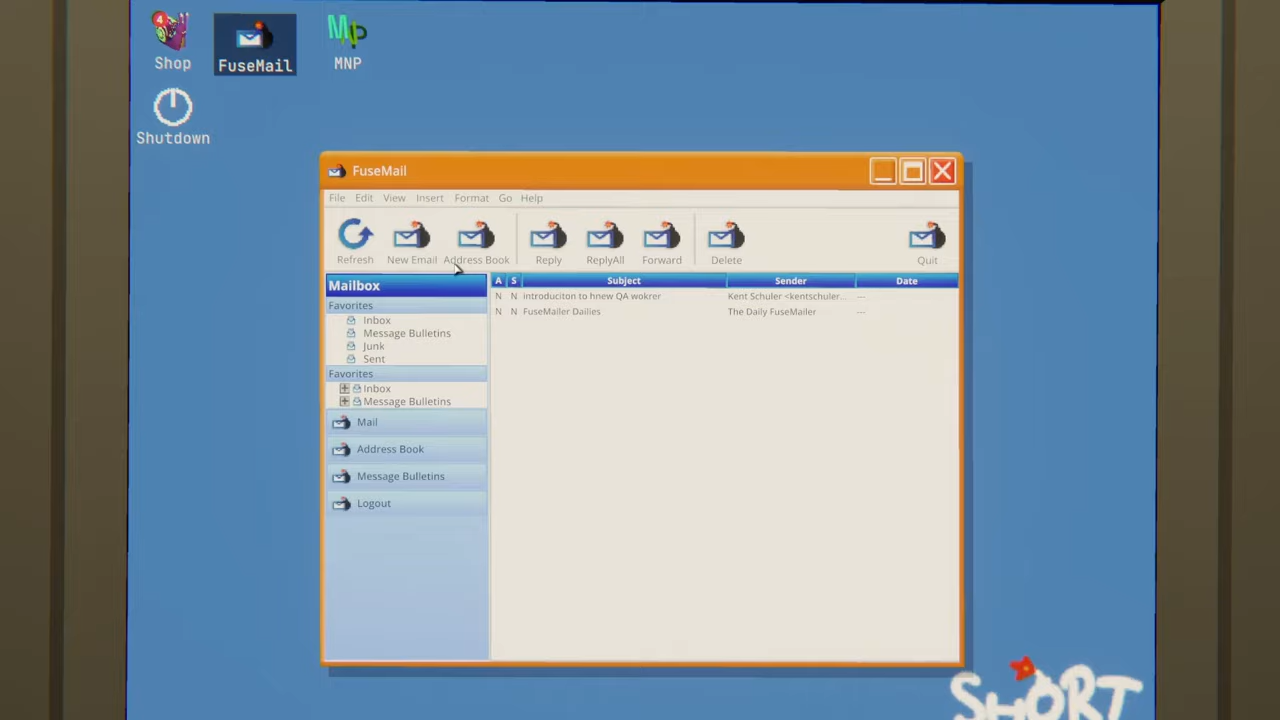 4
Shop
FuseMail
MNP
Shutdown
FuseMail
File Edit View Insert Format Go Help
Refresh New Email Address Book Reply ReplyAll Forward Delete Quit
Mailbox
A S Subject Sender Date
Favorites
N N Introduciton to hnew QA wokrer Kent Schuler <kentschuler... ---
N N FuseMailer Dailies The Daily FuseMailer ---
Inbox
Message Bulletins
Junk
Sent
Favorites
Inbox
Message Bulletins
Mail
Address Book
Message Bulletins
Logout
SHORT